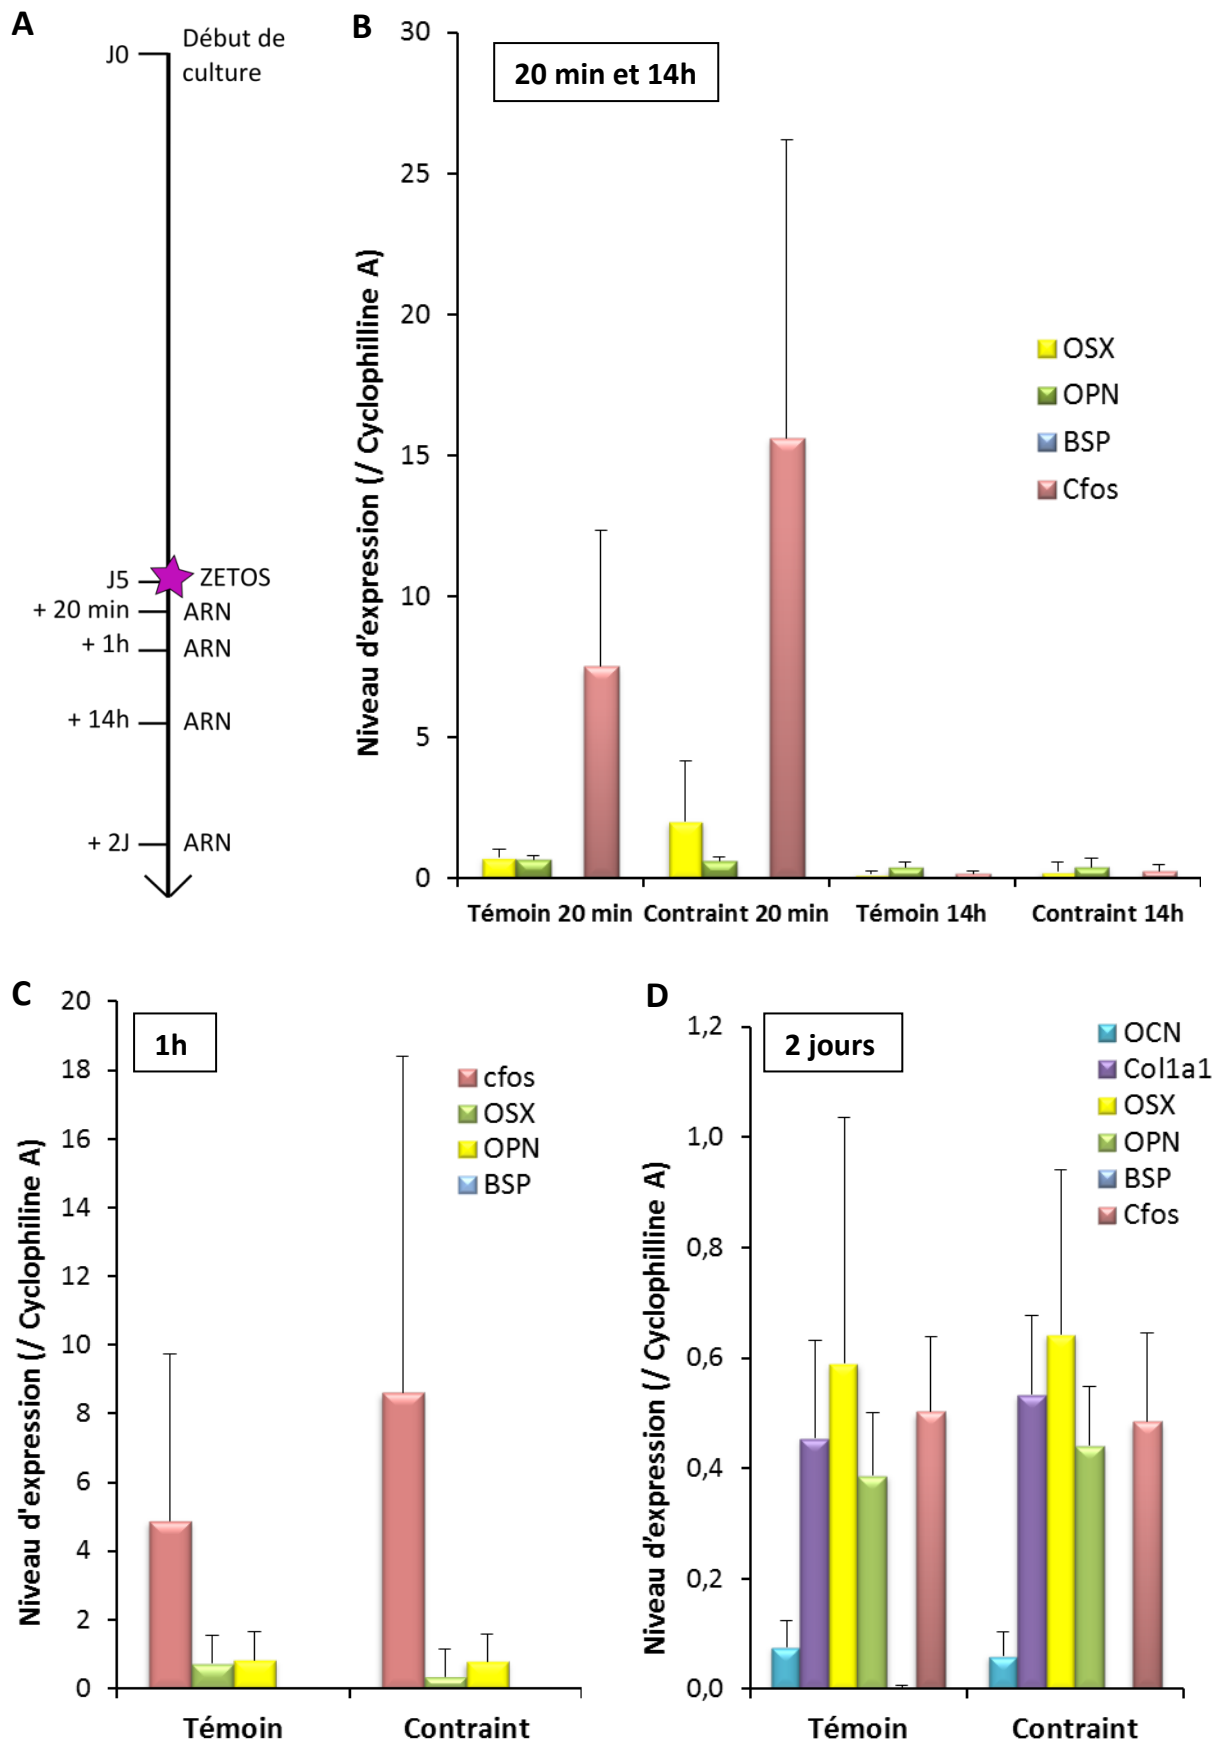 A
J0
Début de
culture
J5
ZETOS
+ 20 min
ARN
+ 1h
ARN
+ 14h
ARN
+ 2J
ARN
B
20 min et 14h
Niveau d'expression (/ Cyclophilline A)
30
25
20
15
10
5
0
OSX
OPN
BSP
Cfos
Témoin 20 min
Contraint 20 min
Témoin 14h
Contraint 14h
C
1h
Niveau d'expression (/ Cyclophiline A)
20
18
16
14
12
10
8
6
4
2
0
cfos
OSX
OPN
BSP
Témoin
Contraint
D
2 jours
Niveau d'expression (/ Cyclophilline A)
1,2
1,0
0,8
0,6
0,4
0,2
0,0
OCN
Col1a1
OSX
OPN
BSP
Cfos
Témoin
Contraint